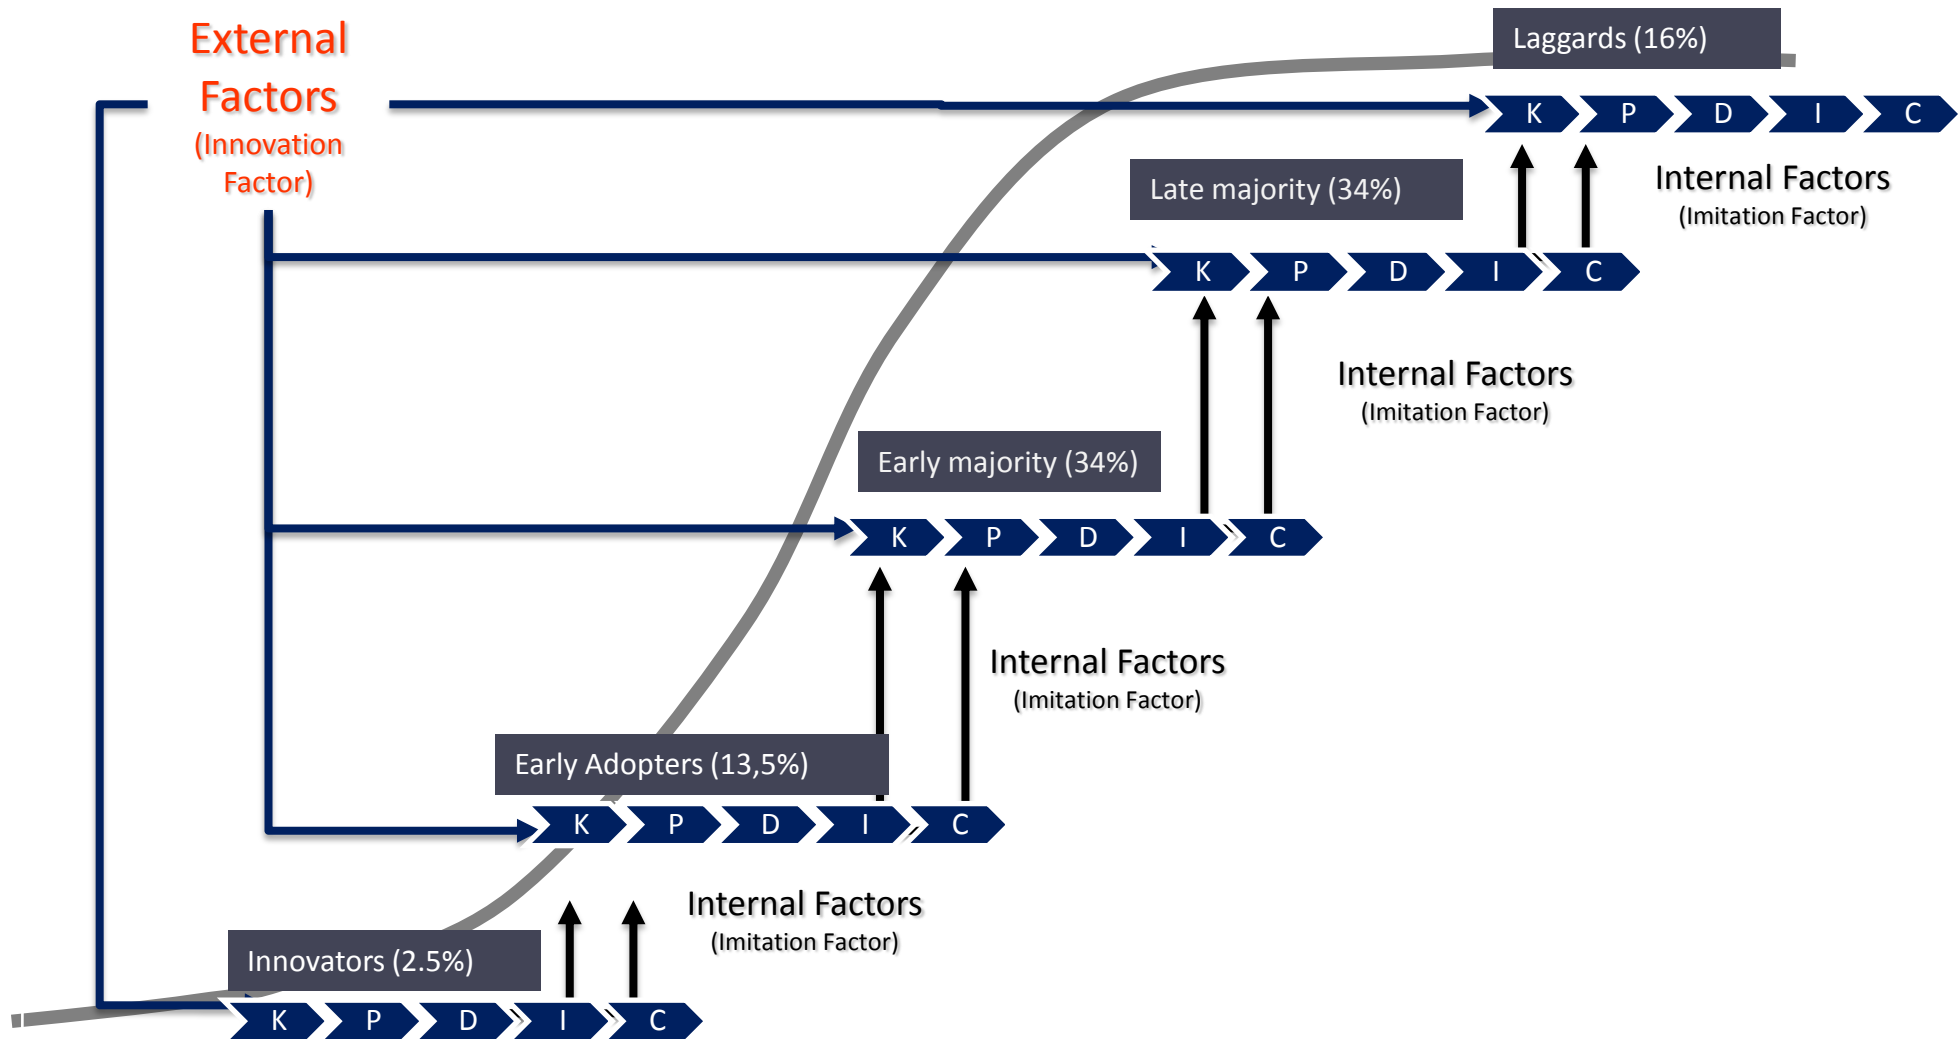 External
Factors
(Innovation
Factor)
Laggards (16%)
K P D I C
Internal Factors
(Imitation Factor)
Late majority (34%)
K P D I C
Internal Factors
(Imitation Factor)
Early majority (34%)
K P D I C
Internal Factors
(Imitation Factor)
Early Adopters (13,5%)
K P D I C
Internal Factors
(Imitation Factor)
Innovators (2.5%)
K P D I C